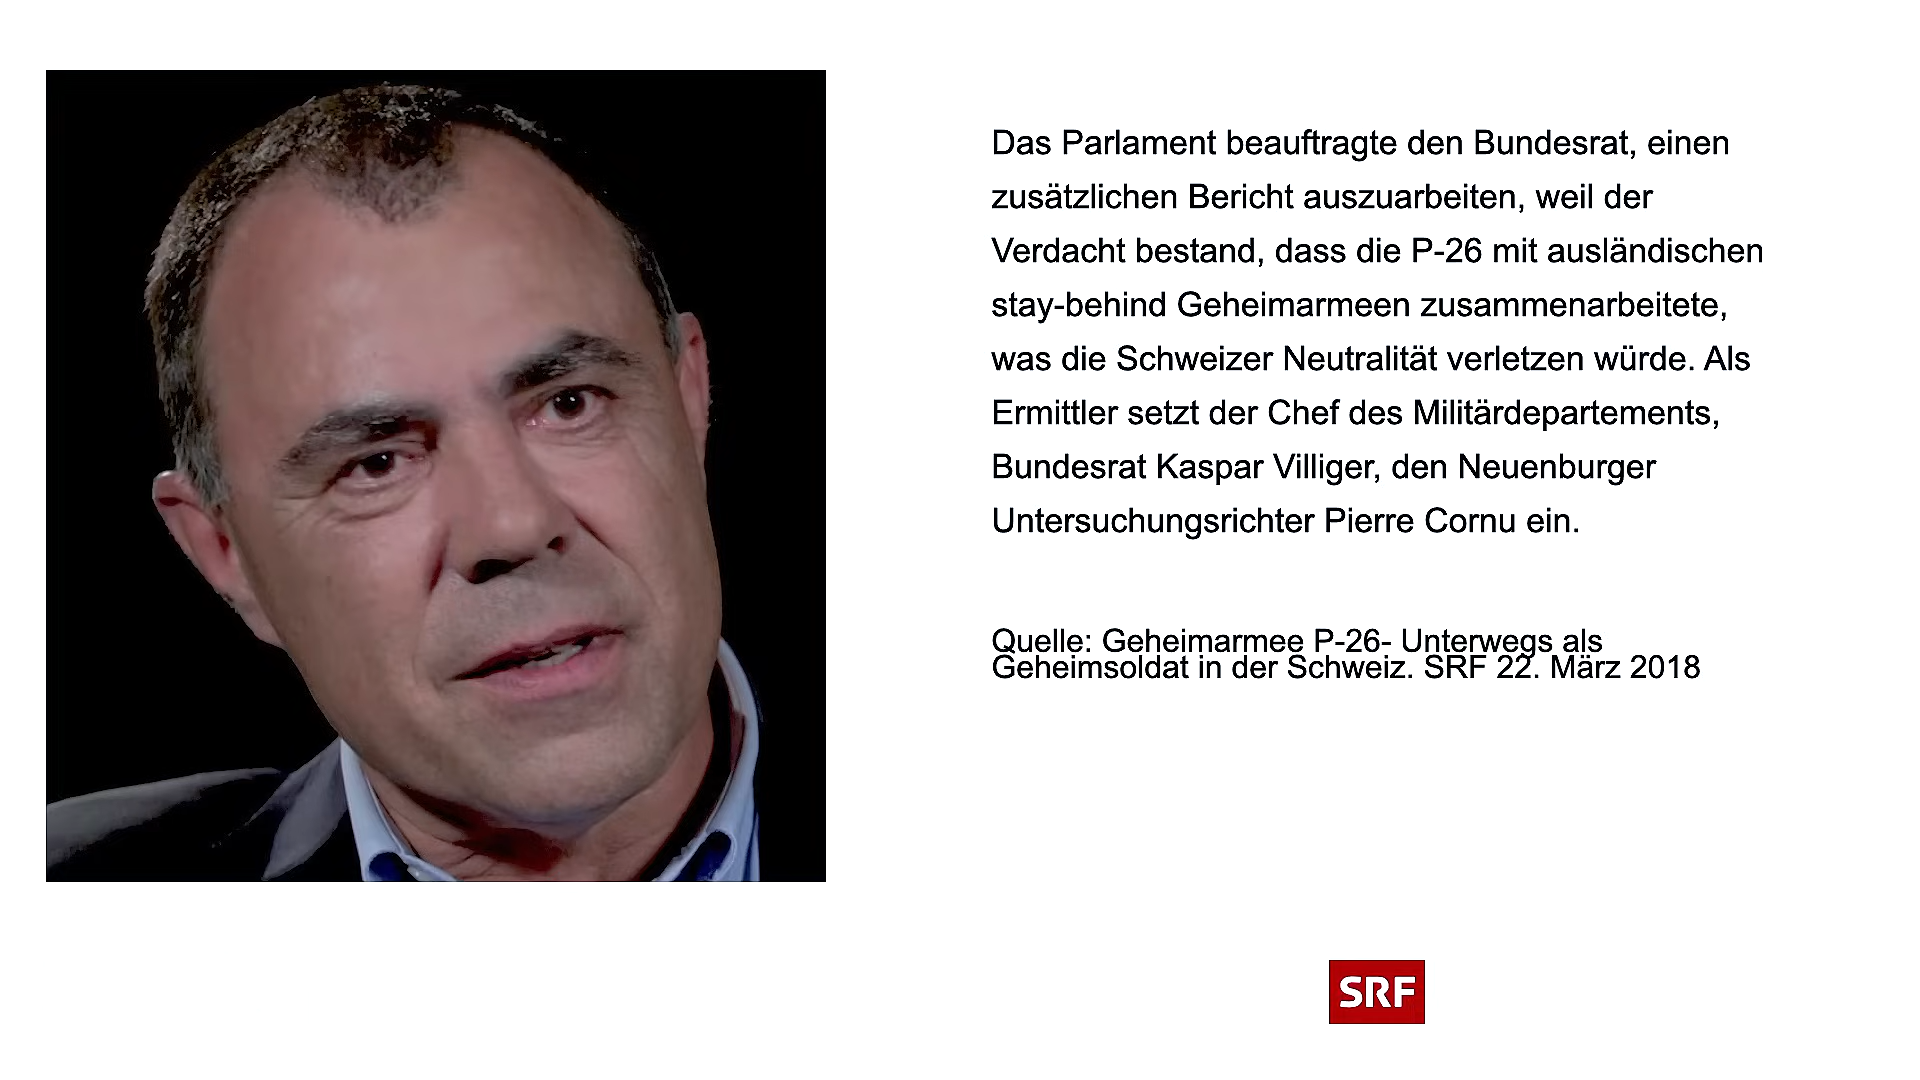 Das Parlament beauftragte den Bundesrat, einen
zusätzlichen Bericht auszuarbeiten, weil der
Verdacht bestand, dass die P-26 mit ausländischen
stay-behind Geheimarmeen zusammenarbeitete,
was die Schweizer Neutralität verletzen würde. Als
Ermittler setzt der Chef des Militärdepartements,
Bundesrat Kaspar Villiger, den Neuenburger
Untersuchungsrichter Pierre Cornu ein.
Quelle: Geheimarmee P-26- Unterwegs als
Geheimsoldat in der Schweiz. SRF 22. März 2018
SRF